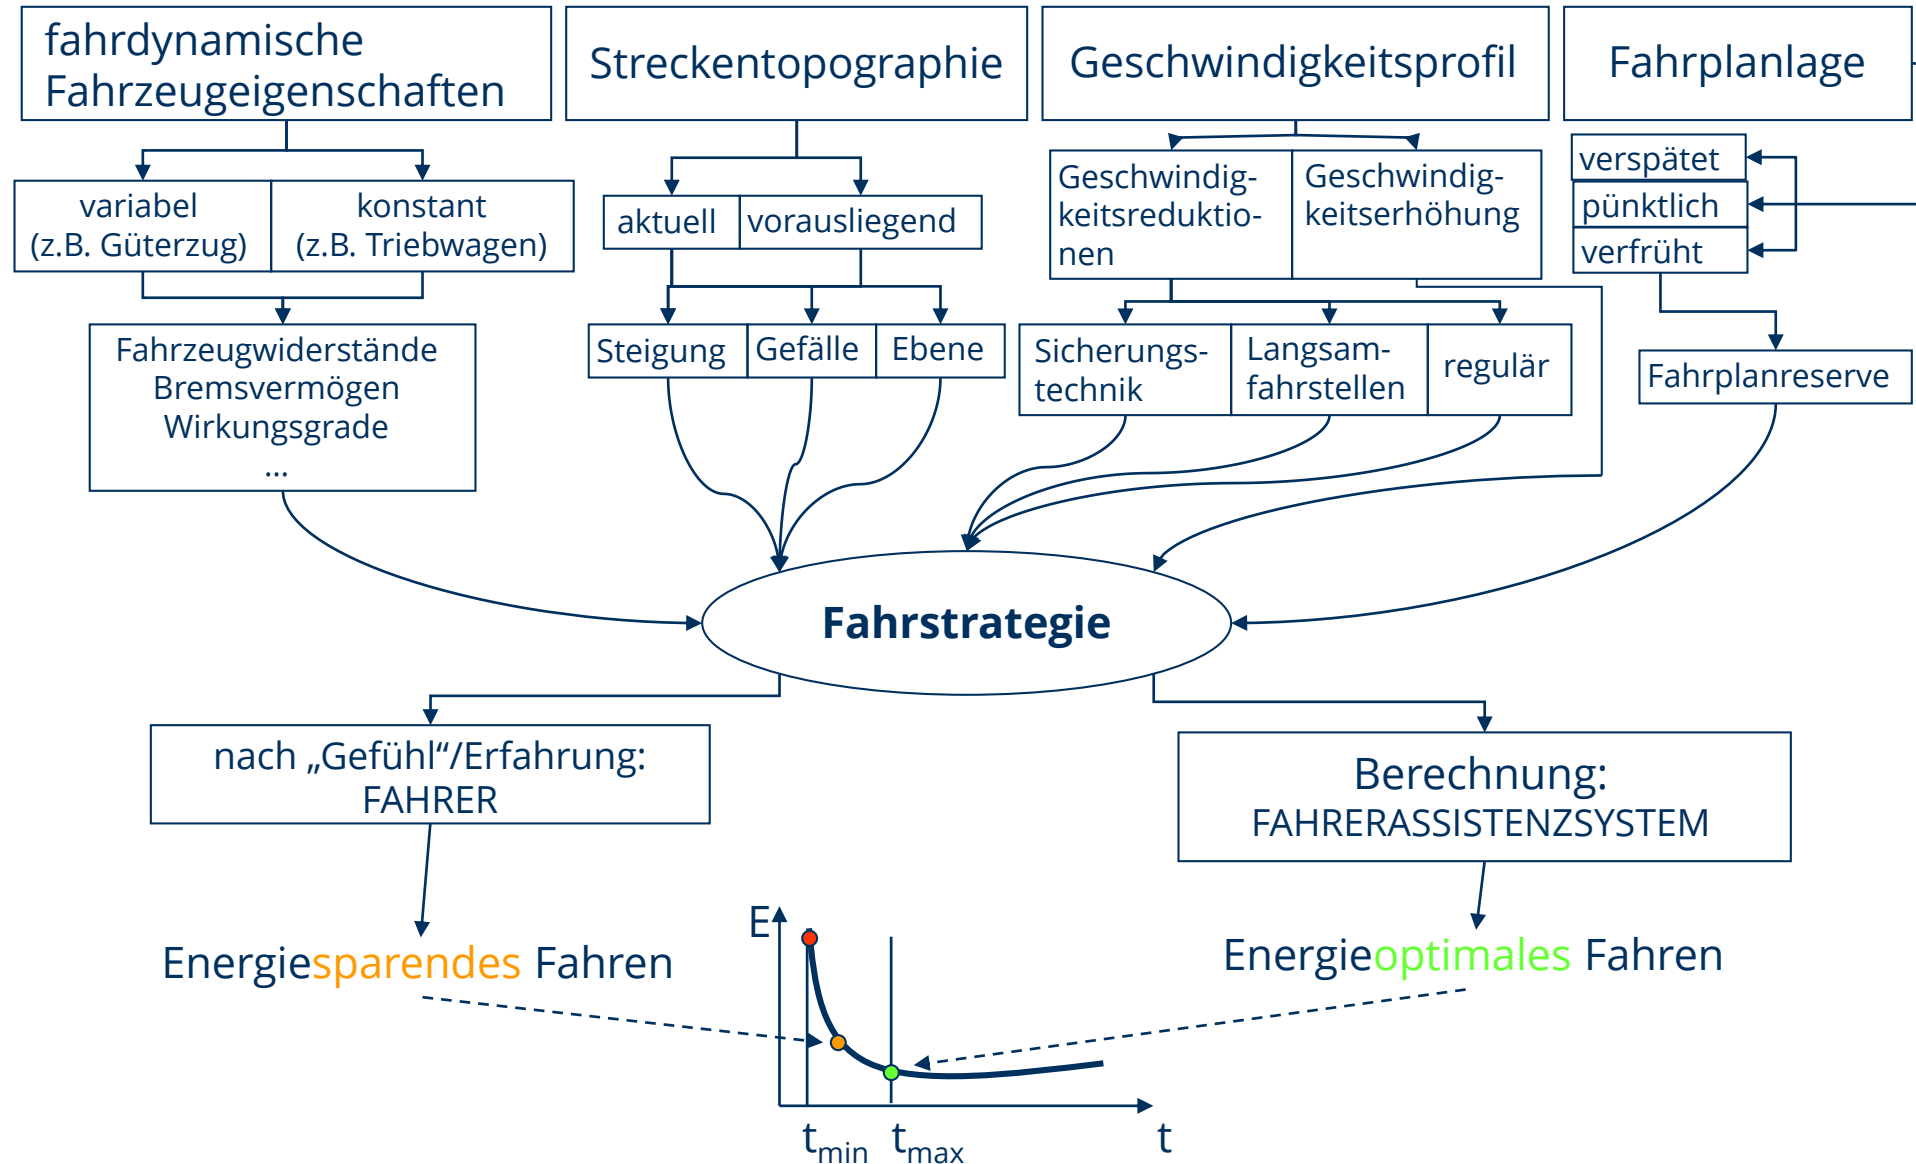 fahrdynamische
Fahrzeugeigenschaften
Streckentopographie
Geschwindigkeitsprofil
Fahrplanlage
variabel
(z.B. Güterzug)
konstant
(z.B. Triebwagen)
aktuell
vorausliegend
Geschwindig-
keitsreduktio-
nen
Geschwindig-
keitserhöhung
verspätet
pünktlich
verfrüht
Fahrzeugwiderstände
Bremsvermögen
Wirkungsgrade
...
Steigung
Gefälle
Ebene
Sicherungs-
technik
Langsam-
fahrstellen
regulär
Fahrplanreserve
Fahrstrategie
nach „Gefühl“/Erfahrung:
FAHRER
Berechnung:
FAHRERASSISTENZSYSTEM
Energiesparendes Fahren
Energieoptimales Fahren
E
tmin
tmax
t